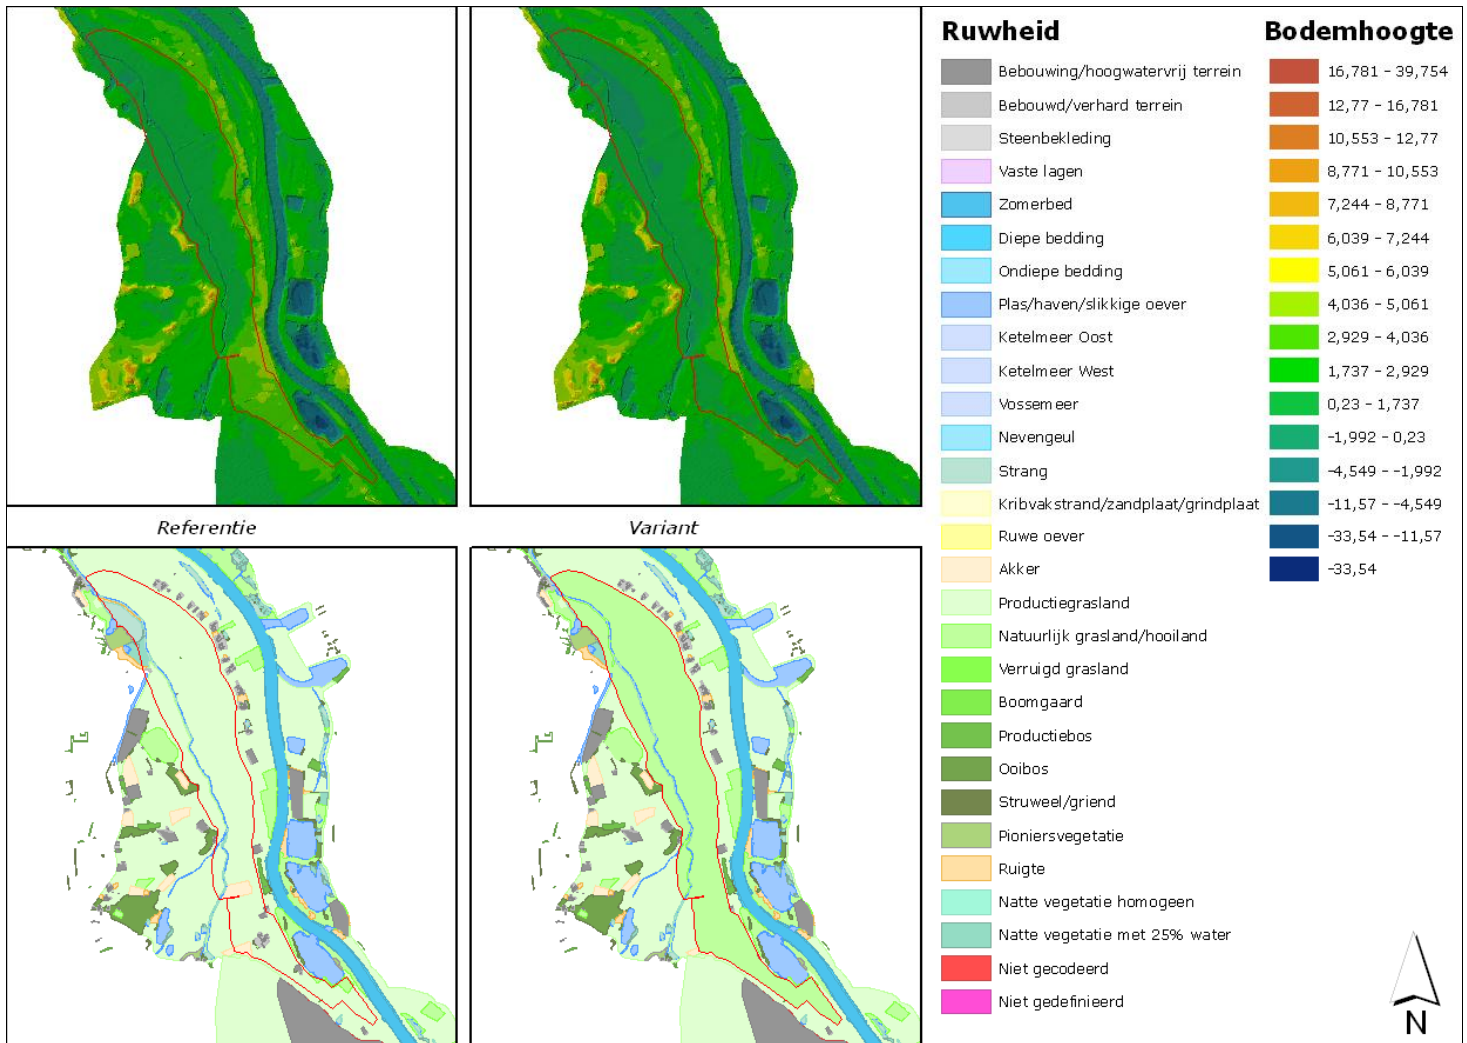 Ruwheid
Bebouwing/hoogwatervrij terrein
Bebouwd/verhard terrein
Steenbekleding
Vaste lagen
Zomerbed
Diepe bedding
Ondiepe bedding
Plas/haven/slikkige oever
Ketelmeer Oost
Ketelmeer West
Vossemeer
Nevengeul
Strang
Kribvakstrand/zandplaat/grindplaat
Ruwe oever
Akker
Productiegrasland
Natuurlijk grasland/hooiland
Verruigd grasland
Boomgaard
Productiebos
Ooibos
Struweel/griend
Pioniersvegetatie
Ruigte
Natte vegetatie homogeen
Natte vegetatie met 25% water
Niet gecodeerd
Niet gedefinieerd
Bodemhoogte
16,781 - 39,754
12,77 - 16,781
10,553 - 12,77
8,771 - 10,553
7,244 - 8,771
6,039 - 7,244
5,061 - 6,039
4,036 - 5,061
2,929 - 4,036
1,737 - 2,929
0,23 - 1,737
-1,992 - 0,23
-4,549 - -1,992
-11,57 - -4,549
-33,54 - -11,57
-33,54
Referentie
Variant
N